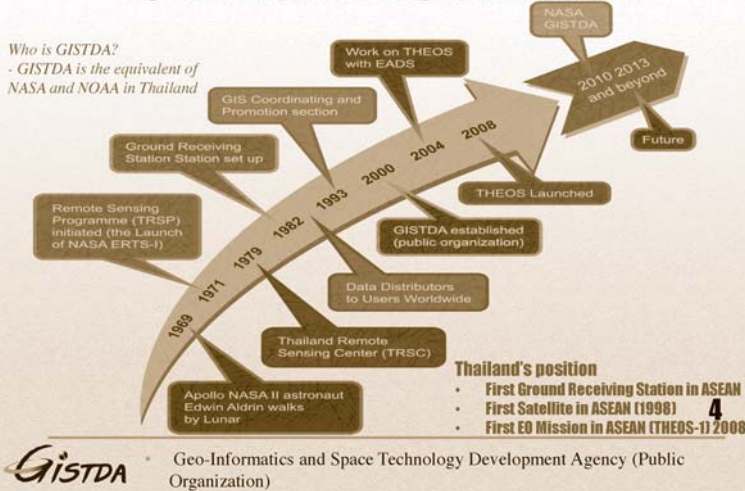 Who is GISTDA?
- GISTDA is the equivalent of
NASA and NOAA in Thailand
NASA
GISTDA
2010 2013
and beyond
Future
Work on THEOS
with EADS
GIS Coordinating and
Promotion section
Ground Receiving
Station Station set up
Remote Sensing
Programme (TRSP)
initiated (the Launch
of NASA ERTS-I)
1969
1971
1979
1982
1993
2000
2004
2008
THEOS Launched
GISTDA established
(public organization)
Data Distributors
to Users Worldwide
Thailand Remote
Sensing Center (TRSC)
Apollo NASA II astronaut
Edwin Aldrin walks
by Lunar
Thailand's position
• First Ground Receiving Station in ASEAN
• First Satellite in ASEAN (1998)
• First EO Mission in ASEAN (THEOS-1) 2008
4
GISTDA
• Geo-Informatics and Space Technology Development Agency (Public
Organization)